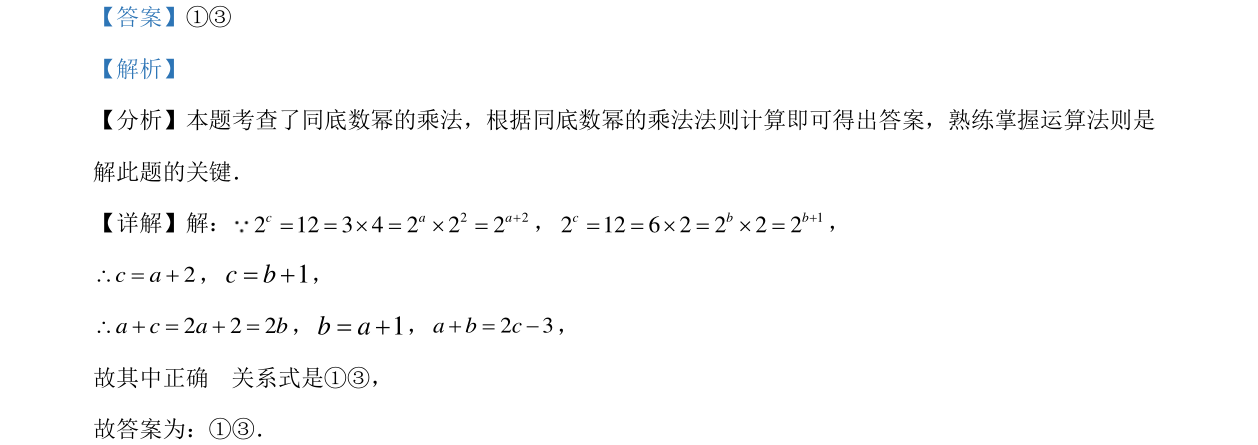 【答案】①③
【解析】
【分析】本题考查了同底数幂的乘法，根据同底数幂的乘法法则计算即可得出答案，熟练掌握运算法则是
解此题的关键．
【详解】解：∵2^c =12=3×4=2^a×2^2=2^{a+2}，2^c =12=6×2=2^b×2=2^{b+1}，
∴c=a+2，c=b+1，
∴a+c=2a+2=2b，b=a+1，a+b=2c−3，
故其中正确 关系式是①③，
故答案为：①③．